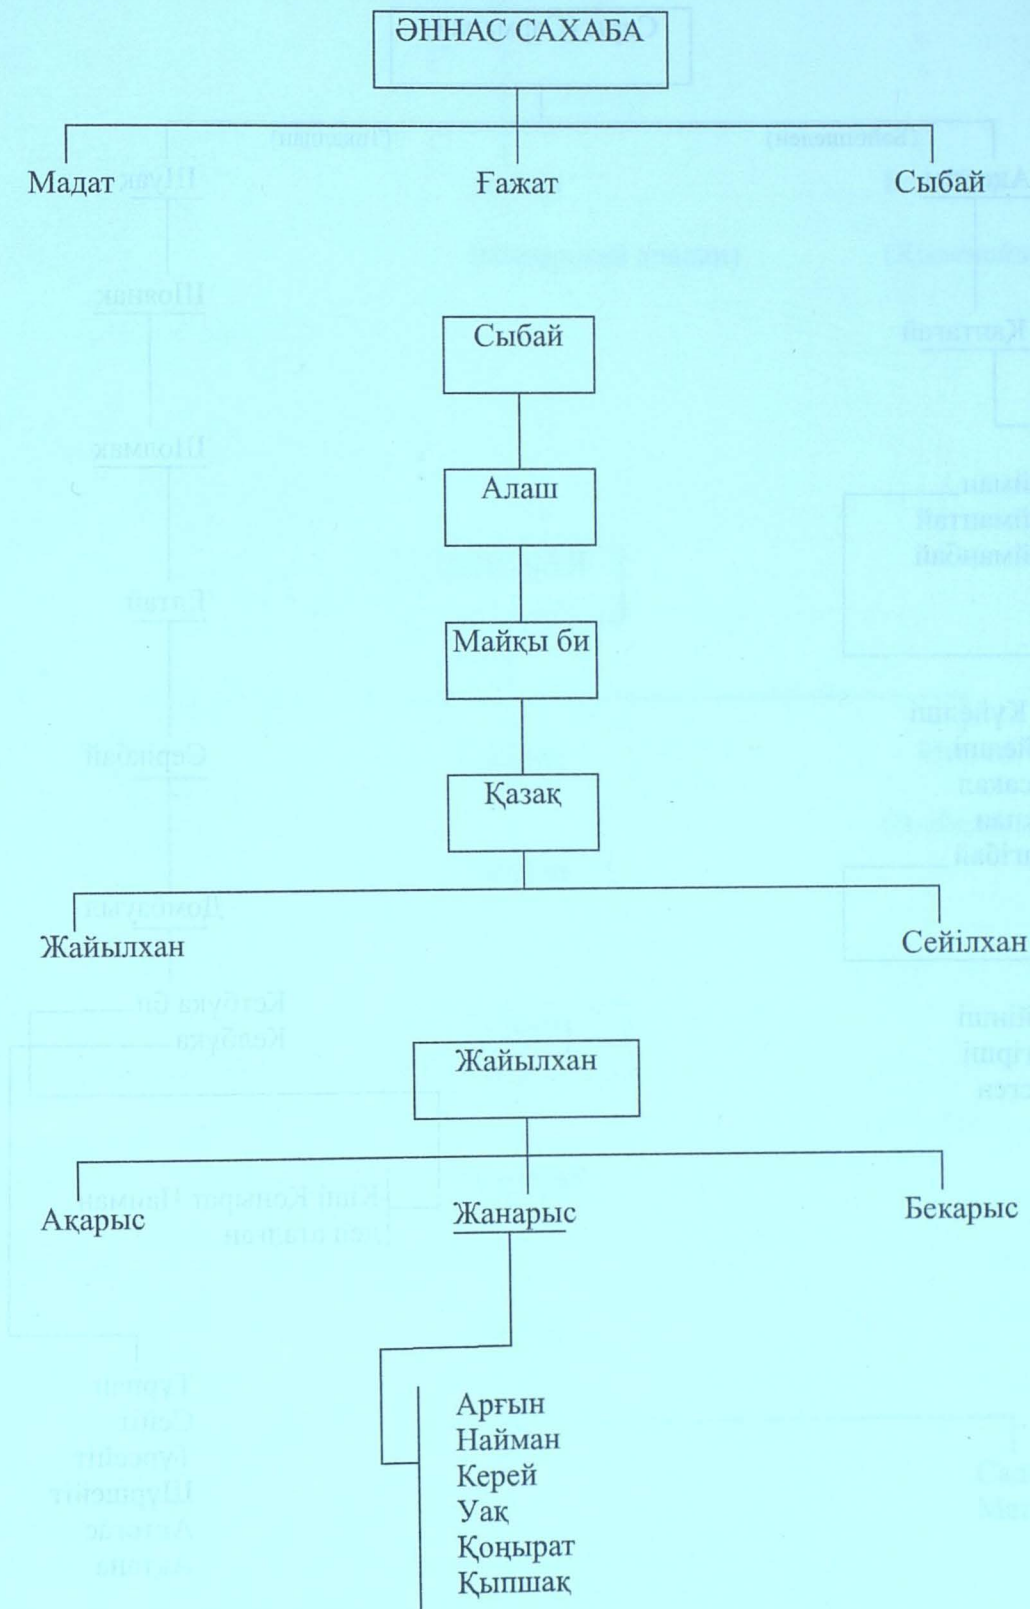 ӘННАС САХАБА
Мадат Ғажат Сыбай
Сыбай
Алаш
Майқы би
Қазақ
Жайылхан Сейілхан
Жайылхан
Ақарыс Жанарыс Бекарыс
Арғын
Найман
Керей
Уақ
Қоңырат
Қыпшақ